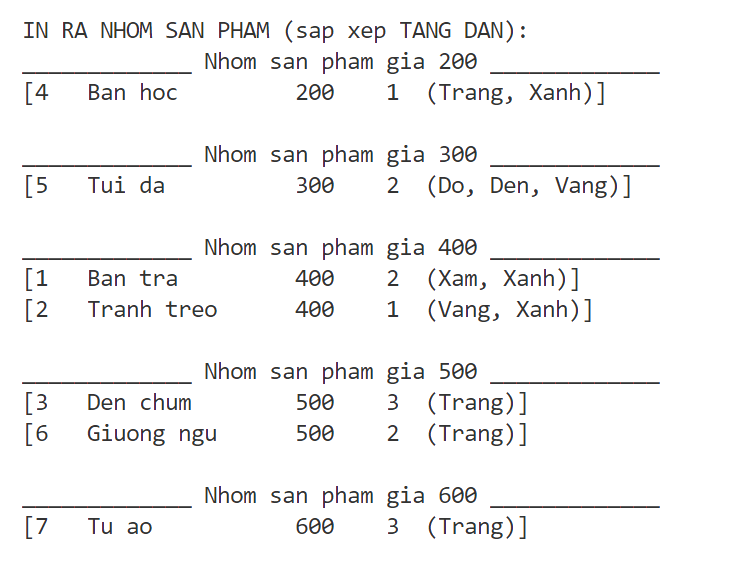 IN RA NHOM SAN PHAM (sap xep TANG DAN):
_____________ Nhom san pham gia 200 _____________
[4   Ban hoc         200    1  (Trang, Xanh)]
_____________ Nhom san pham gia 300 _____________
[5   Tui da          300    2  (Do, Den, Vang)]
_____________ Nhom san pham gia 400 _____________
[1   Ban tra         400    2  (Xam, Xanh)]
[2   Tranh treo      400    1  (Vang, Xanh)]
_____________ Nhom san pham gia 500 _____________
[3   Den chum        500    3  (Trang)]
[6   Giuong ngu      500    2  (Trang)]
_____________ Nhom san pham gia 600 _____________
[7   Tu ao           600    3  (Trang)]